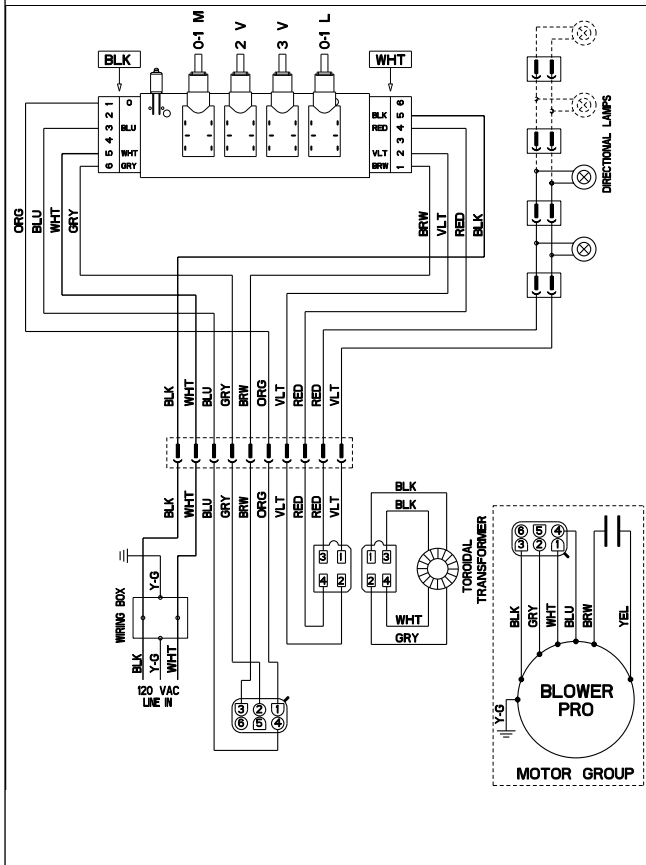 0-1 M
2 V
3 V
0-1 L
BLK
WHT
1 O
2
3 BLU
4
5 WHT
6 GRY
6
BLK 5
RED 4
3
VLT 2
BRW 1
DIRECTIONAL LAMPS
ORG
BLU
WHT
GRY
BRW
VLT
RED
BLK
BLK
WHT
BLU
GRY
BRW
ORG
VLT
RED
RED
VLT
BLK
WHT
BLU
GRY
BRW
ORG
VLT
RED
RED
VLT
BLK
BLK
3 1
4 2
1 3
2 4
WHT
GRY
TOROIDAL
TRANSFORMER
Y-G
WIRING BOX
BLK
Y-G
WHT
120 VAC
LINE IN
3 2 1
6 5 4
6 5 4
3 2 1
BLK
GRY
WHT
BLU
BRW
YEL
Y-G
BLOWER
PRO
MOTOR GROUP